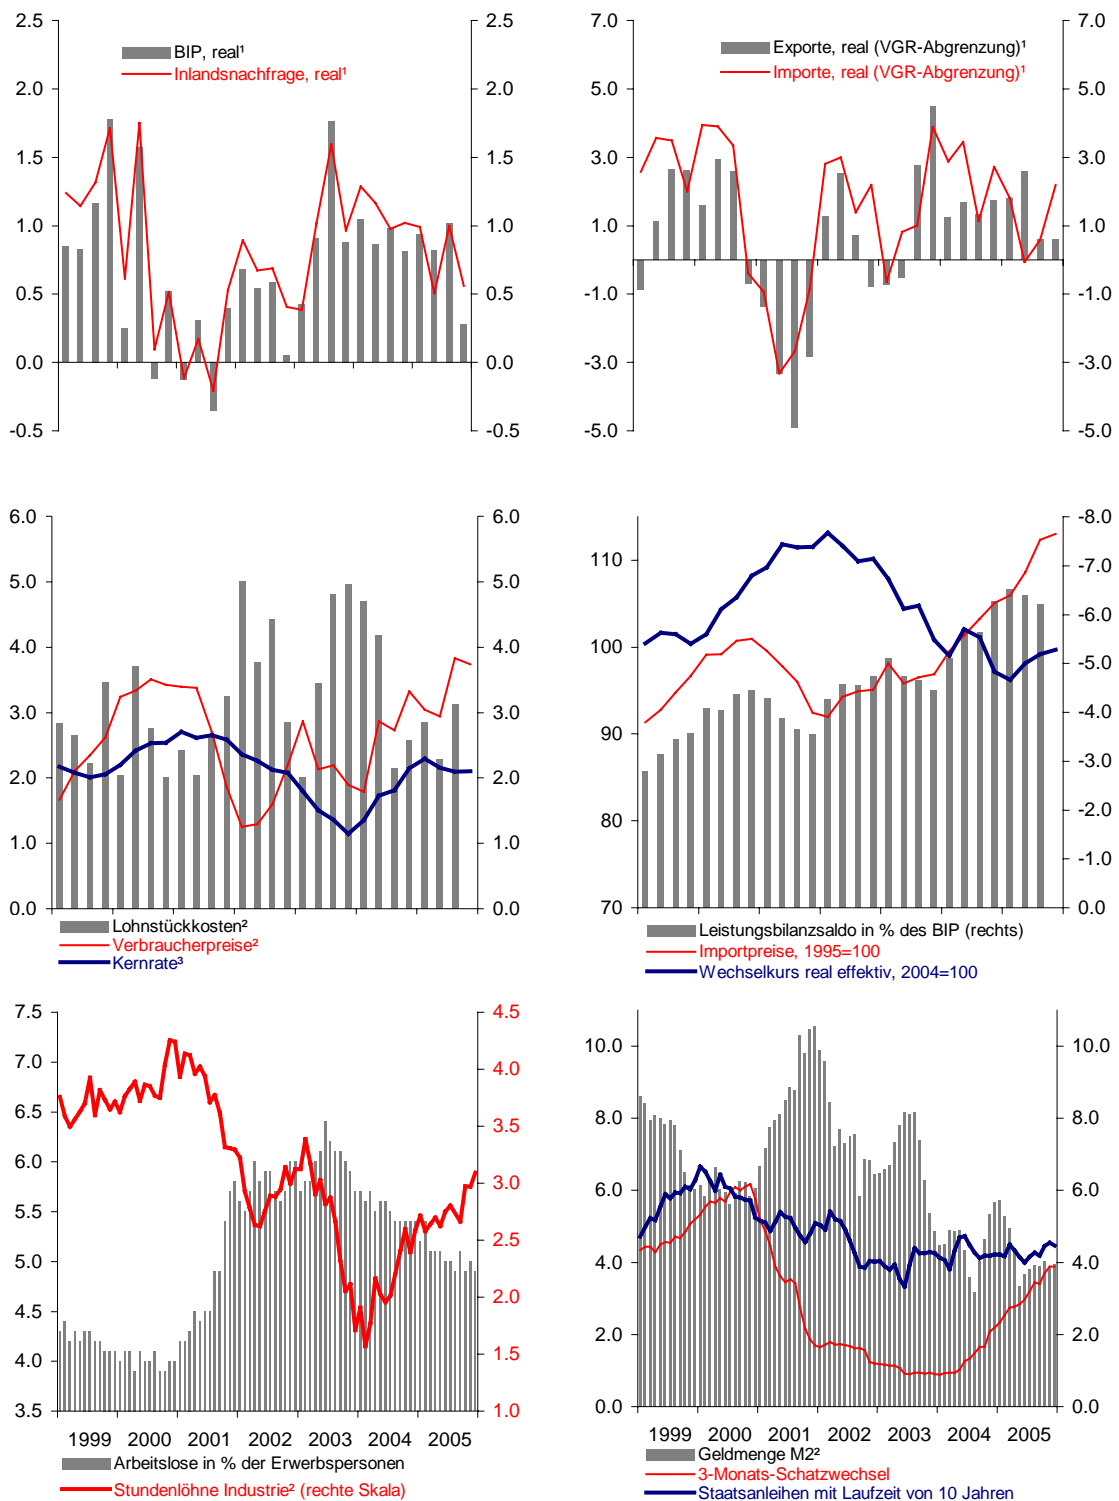 2.5 2.5 7.0 7.0
BIP, real¹ Exporte, real (VGR-Abgrenzung)¹
Inlandsnachfrage, real¹ Importe, real (VGR-Abgrenzung)¹
2.0 2.0 5.0 5.0
1.5 1.5 3.0 3.0
1.0 1.0 1.0 1.0
0.5 0.5 -1.0 -1.0
0.0 0.0 -3.0 -3.0
-0.5 -0.5 -5.0 -5.0
6.0 6.0 -8.0
110 -7.0
5.0 5.0
-6.0
4.0 4.0
100 -5.0
3.0 3.0 -4.0
90
2.0 2.0 -3.0
80 -2.0
1.0 1.0
-1.0
0.0 0.0 70 0.0
Lohnstückkosten² Leistungsbilanzsaldo in % des BIP (rechts)
Verbraucherpreise² Importpreise, 1995=100
Kernrate³ Wechselkurs real effektiv, 2004=100
7.5 4.5
7.0 4.0 10.0 10.0
6.5 3.5
8.0 8.0
6.0 3.0
5.5 6.0 6.0
2.5
5.0
2.0 4.0 4.0
4.5
4.0 1.5 2.0 2.0
3.5 1.0 0.0 0.0
1999 2000 2001 2002 2003 2004 2005 1999 2000 2001 2002 2003 2004 2005
Arbeitslose in % der Erwerbspersonen Geldmenge M2²
Stundenlöhne Industrie² (rechte Skala) 3-Monats-Schatzwechsel
Staatsanleihen mit Laufzeit von 10 Jahren